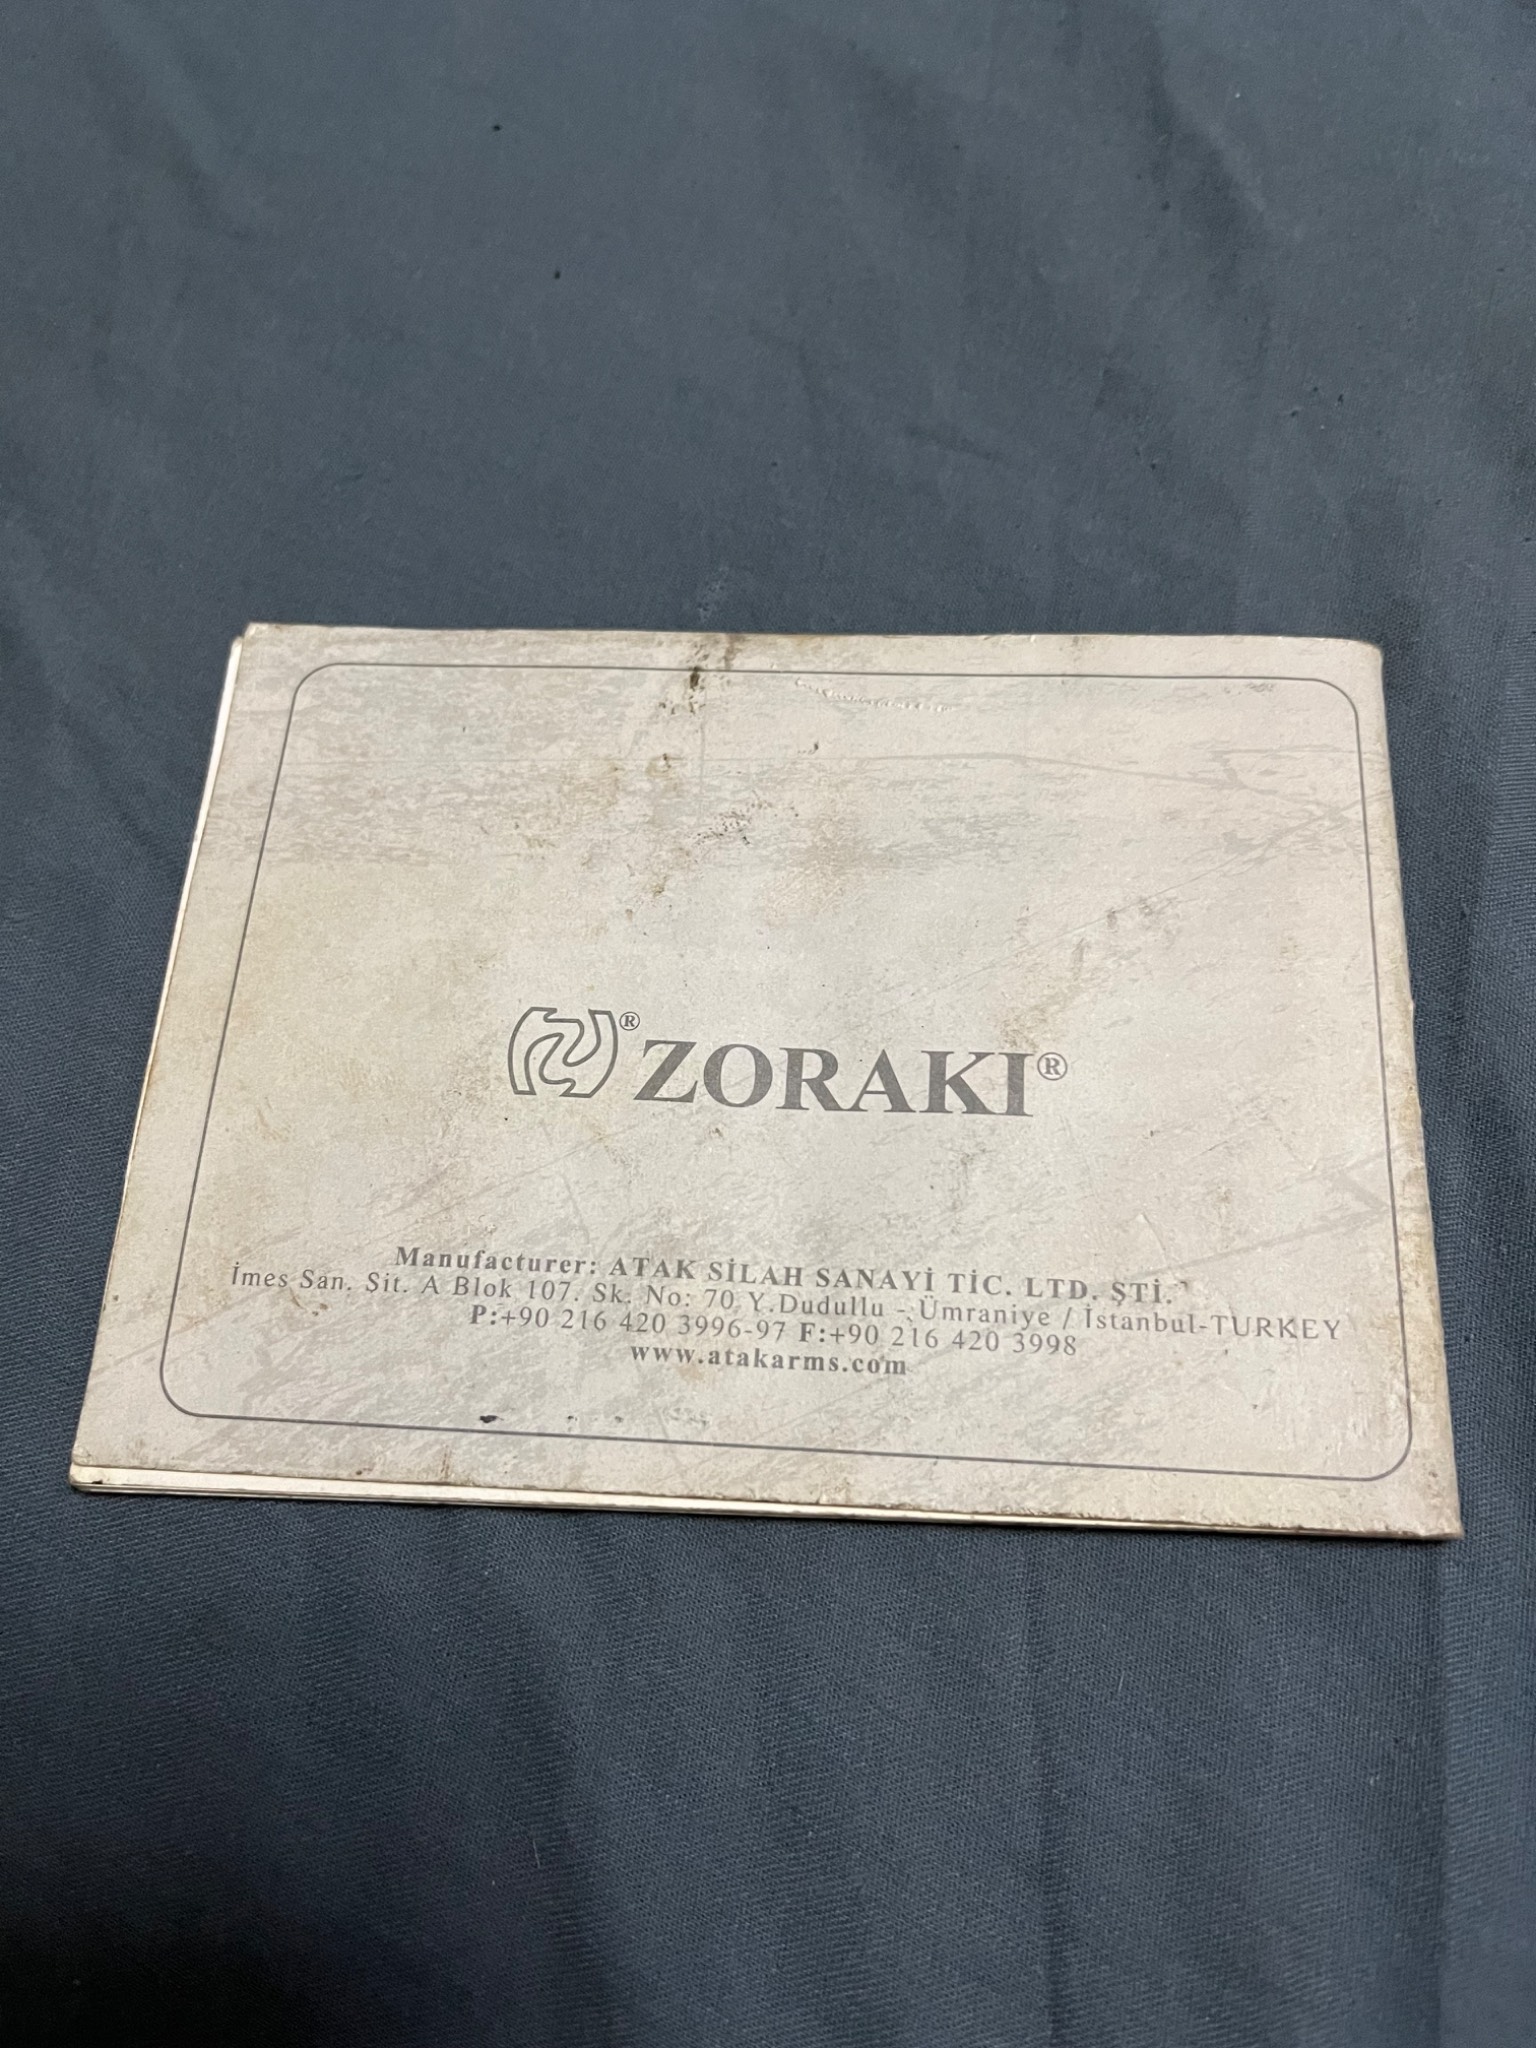 ® ZORAKI®
Manufacturer: ATAK SİLAH SANAYİ TİC. LTD. ŞTİ.
İmes San. Sit. A Blok 107. Sk. No: 70 Y.Dudullu - Ümraniye / İstanbul-TURKEY
P:+90 216 420 3996-97 F:+90 216 420 3998
www.atakarms.com